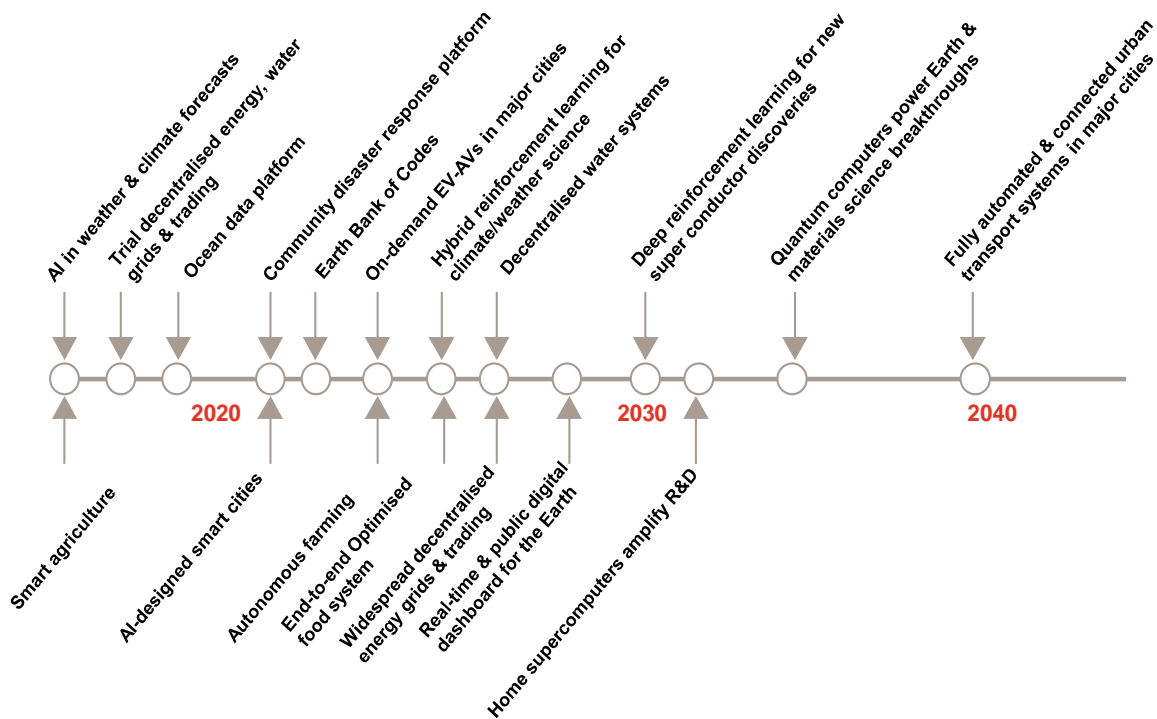 AI in weather & climate forecasts
Trial decentralised energy, water
grids & trading
Ocean data platform
Community disaster response platform
Earth Bank of Codes
On-demand EV-AVs in major cities
Hybrid reinforcement learning for
climate/weather science
Decentralised water systems
Deep reinforcement learning for new
super conductor discoveries
Quantum computers power Earth &
materials science breakthroughs
Fully automated & connected urban
transport systems in major cities
2020
2030
2040
Smart agriculture
AI-designed smart cities
Autonomous farming
End-to-end Optimised
food system
Widespread decentralised
energy grids & trading
Real-time & public digital
dashboard for the Earth
Home supercomputers amplify R&D